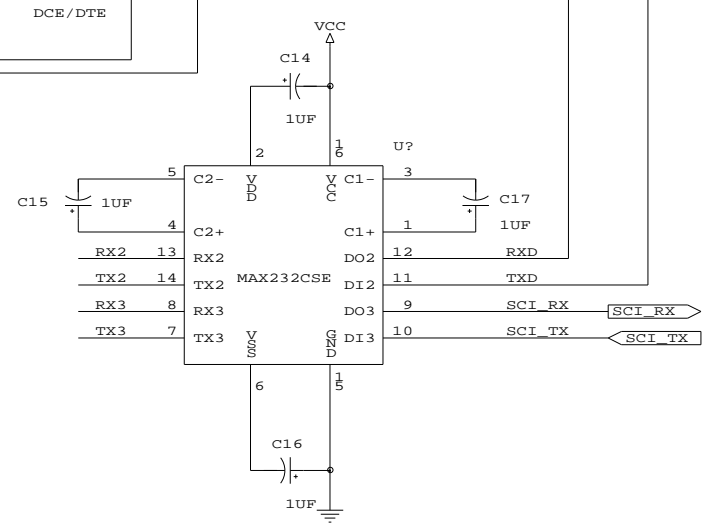 DCE/DTE
VCC
C14
1UF
U?
2
16
5
3
C2-
VDD
VCC
C1-
C15
1UF
C17
1UF
4
1
C2+
C1+
RX2
13
RX2
DO2
12
RXD
TX2
14
TX2
MAX232CSE
DI2
11
TXD
RX3
8
RX3
DO3
9
SCI_RX
SCI_RX
TX3
7
TX3
VSS
GND
DI3
10
SCI_TX
SCI_TX
6
15
C16
1UF